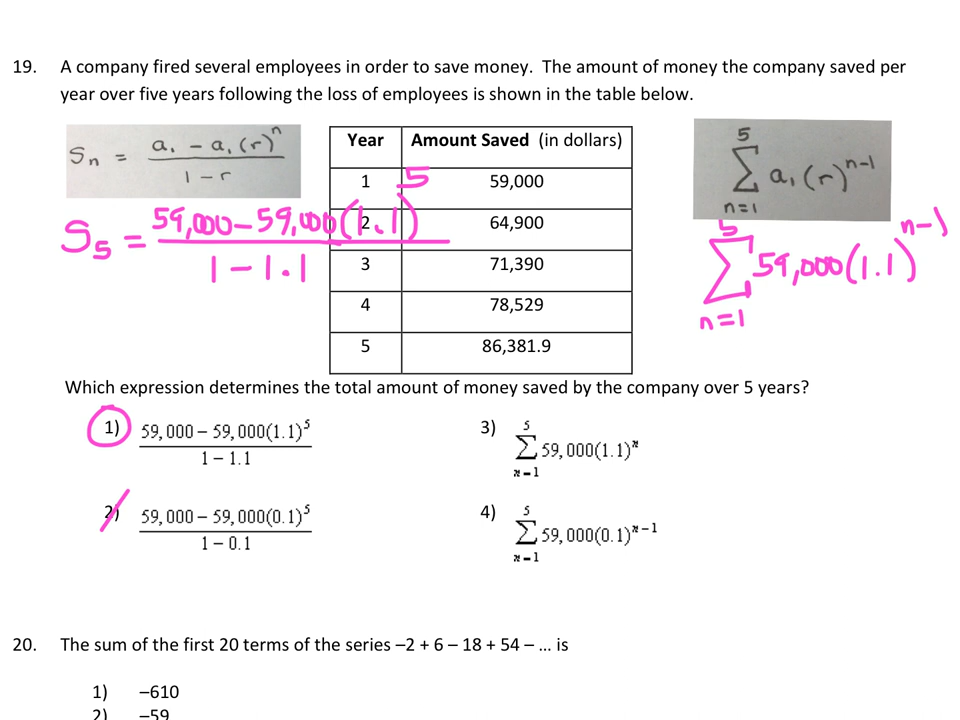 19. A company fired several employees in order to save money. The amount of money the company saved per
year over five years following the loss of employees is shown in the table below.
Sn = a₁ - a₁(r)ⁿ / 1 - r
S₅ = 59,000 - 59,000(1.1)⁵ / 1 - 1.1
Year Amount Saved (in dollars)
1 59,000
2 64,900
3 71,390
4 78,529
5 86,381.9
5 ∑ n=1 a₁(r)ⁿ⁻¹
5 ∑ n=1 59,000(1.1)ⁿ⁻¹
Which expression determines the total amount of money saved by the company over 5 years?
1) 59,000 – 59,000(1.1)⁵ / 1 – 1.1
2) 59,000 – 59,000(0.1)⁵ / 1 – 0.1
3) 5 ∑ n=1 59,000(1.1)ⁿ
4) 5 ∑ n=1 59,000(0.1)ⁿ⁻¹
20. The sum of the first 20 terms of the series –2 + 6 – 18 + 54 – … is
1) –610
2) –59